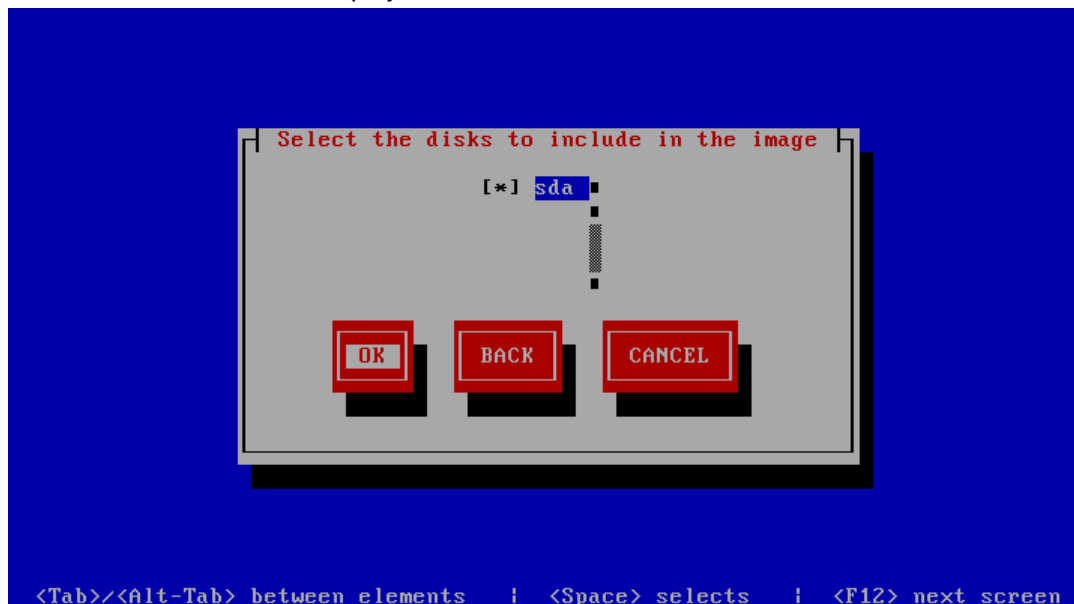 Select the disks to include in the image
[*] sda
OK BACK CANCEL
<Tab>/<Alt-Tab> between elements | <Space> selects | <F12> next screen